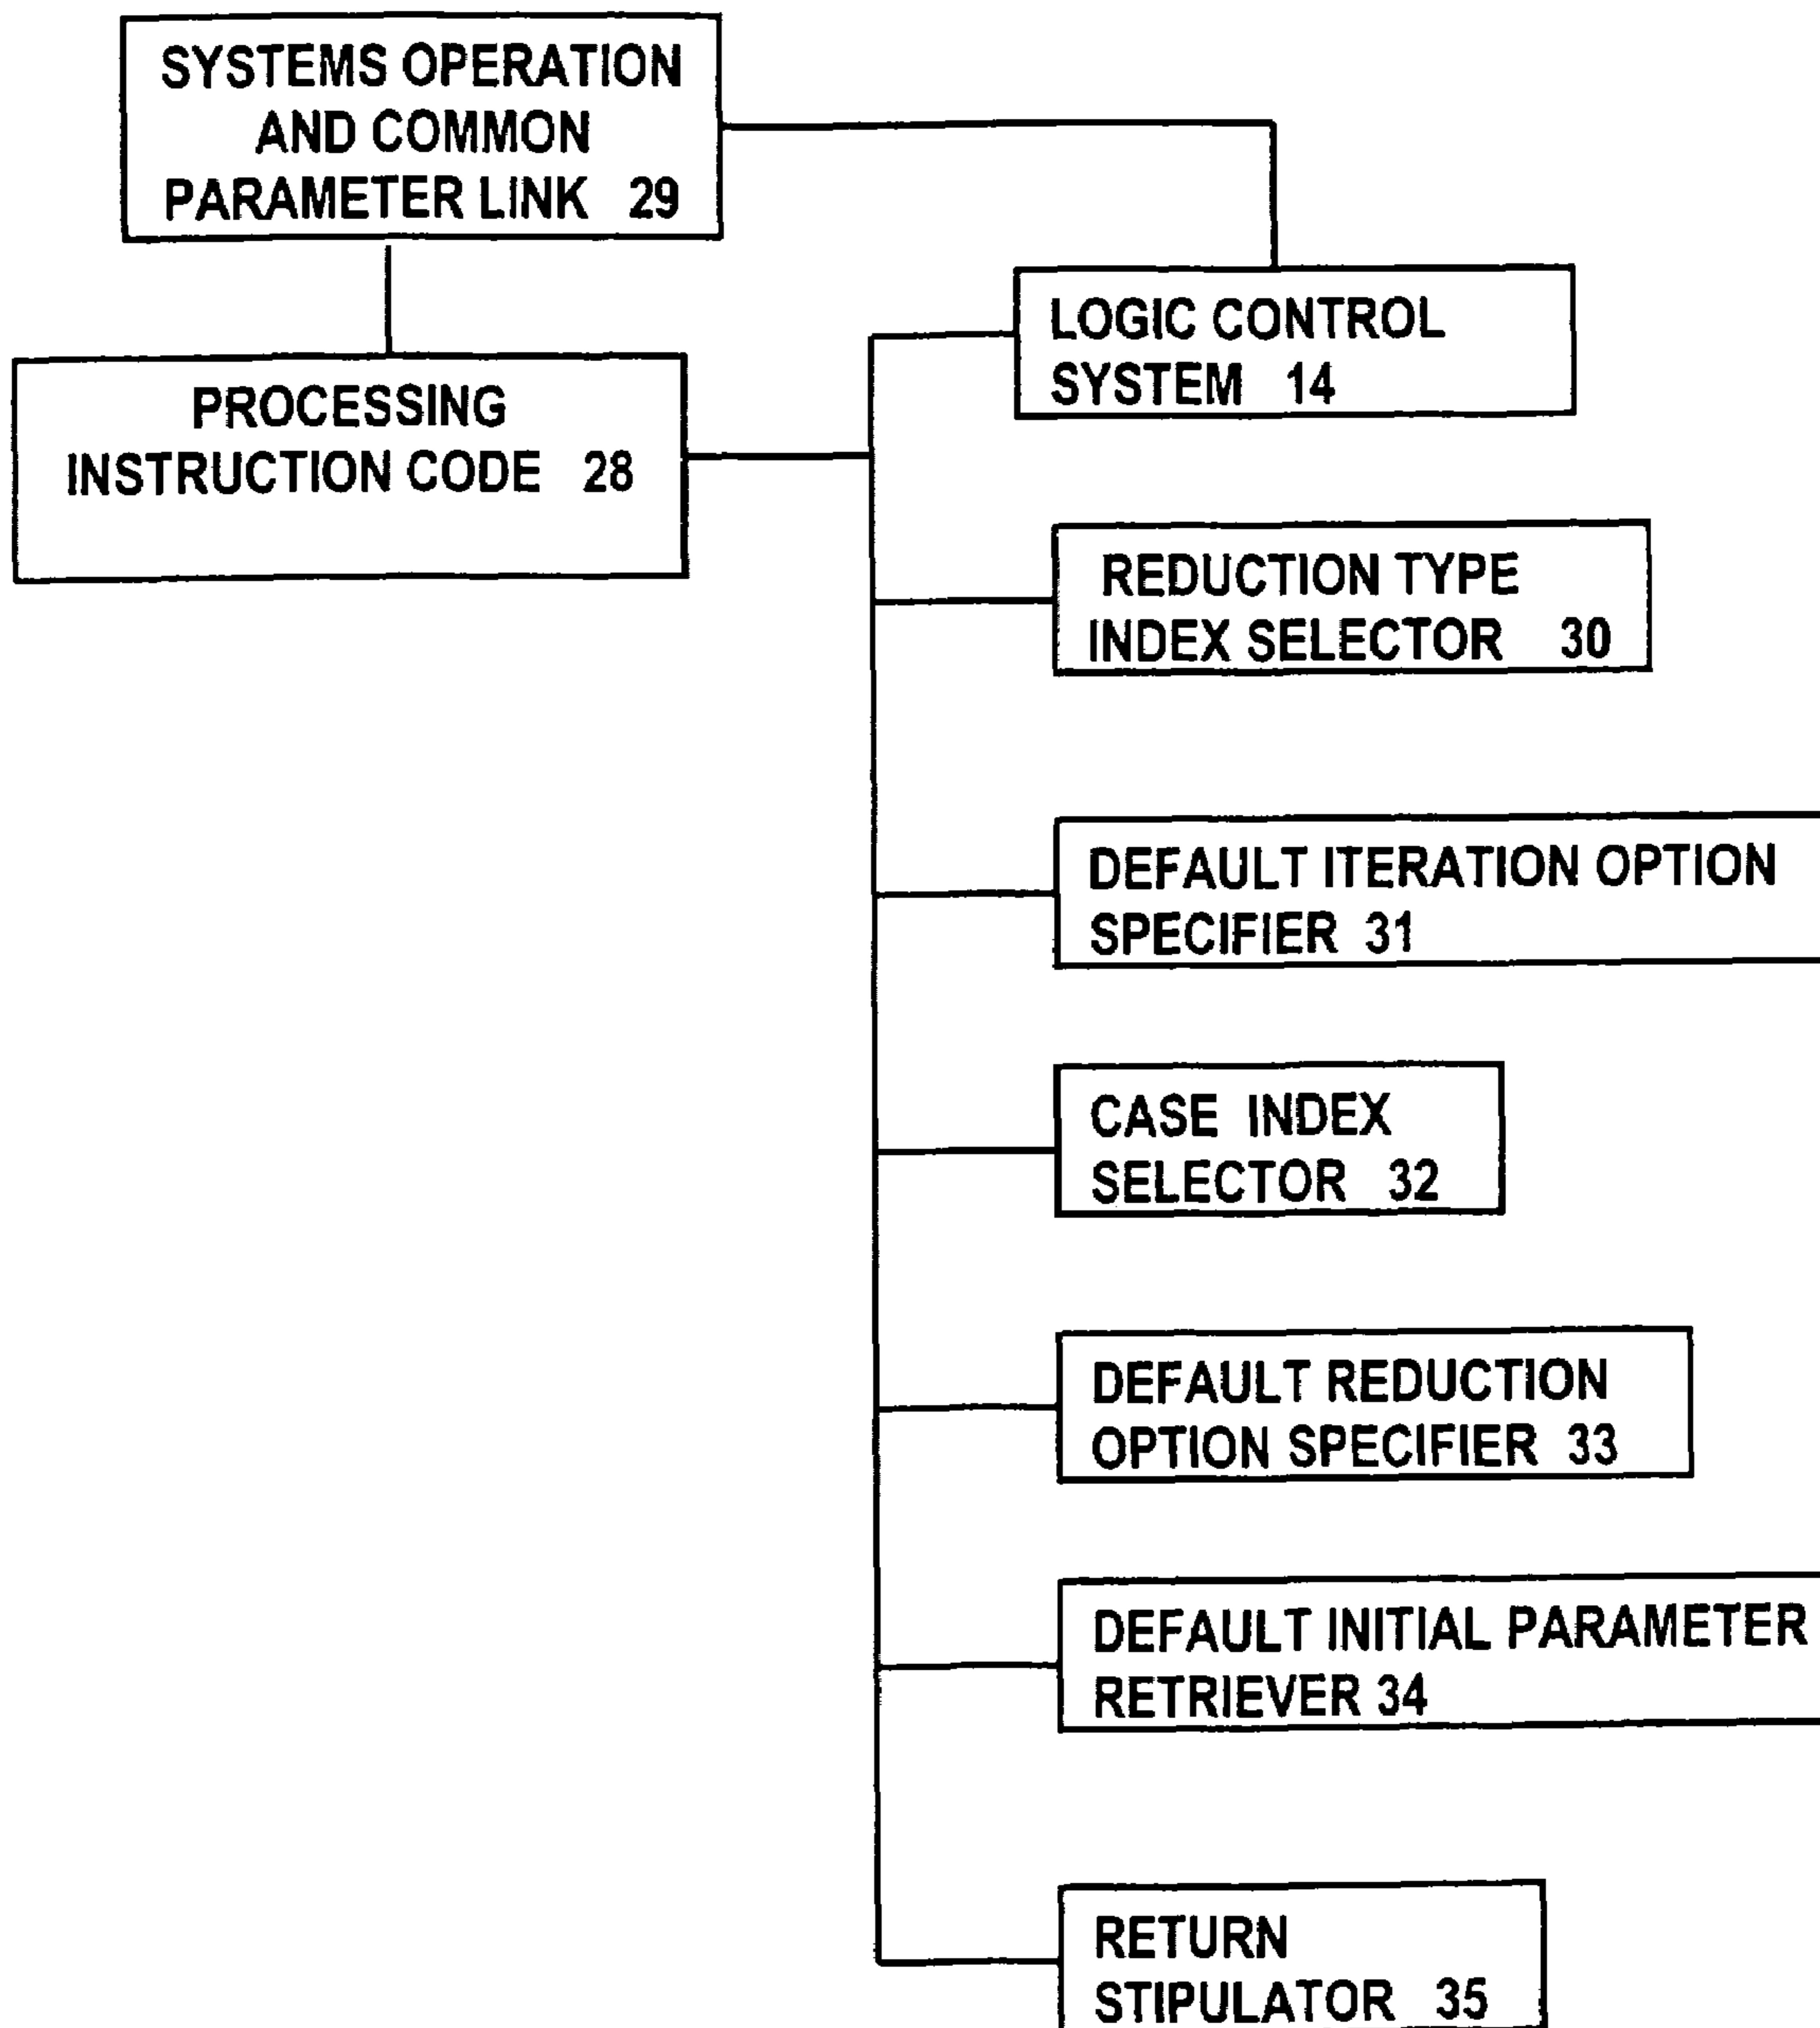 SYSTEMS OPERATION
AND COMMON
PARAMETER LINK 29
PROCESSING
INSTRUCTION CODE 28
LOGIC CONTROL
SYSTEM 14
REDUCTION TYPE
INDEX SELECTOR 30
DEFAULT ITERATION OPTION
SPECIFIER 31
CASE INDEX
SELECTOR 32
DEFAULT REDUCTION
OPTION SPECIFIER 33
DEFAULT INITIAL PARAMETER
RETRIEVER 34
RETURN
STIPULATOR 35